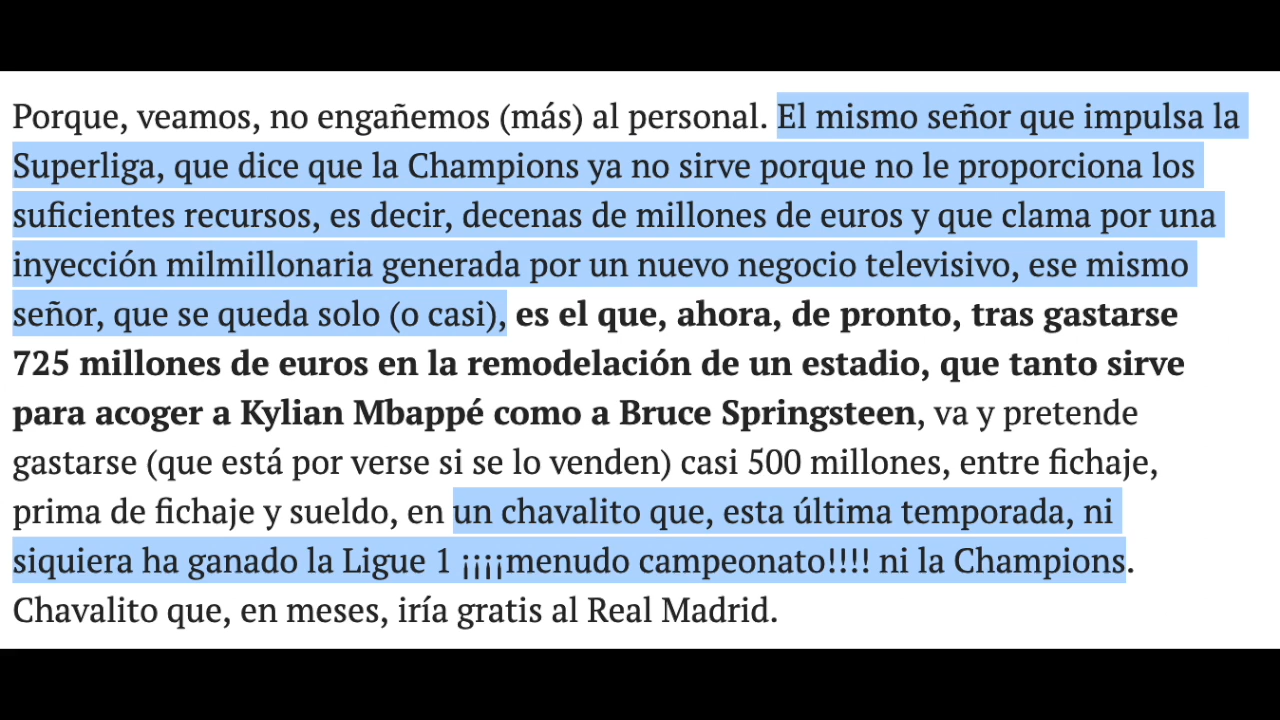 Porque, veamos, no engañemos (más) al personal. El mismo señor que impulsa la
Superliga, que dice que la Champions ya no sirve porque no le proporciona los
suficientes recursos, es decir, decenas de millones de euros y que clama por una
inyección milmillonaria generada por un nuevo negocio televisivo, ese mismo
señor, que se queda solo (o casi), es el que, ahora, de pronto, tras gastarse
725 millones de euros en la remodelación de un estadio, que tanto sirve
para acoger a Kylian Mbappé como a Bruce Springsteen, va y pretende
gastarse (que está por verse si se lo venden) casi 500 millones, entre fichaje,
prima de fichaje y sueldo, en un chavalito que, esta última temporada, ni
siquiera ha ganado la Ligue 1 ¡¡¡¡menudo campeonato!!!! ni la Champions.
Chavalito que, en meses, iría gratis al Real Madrid.